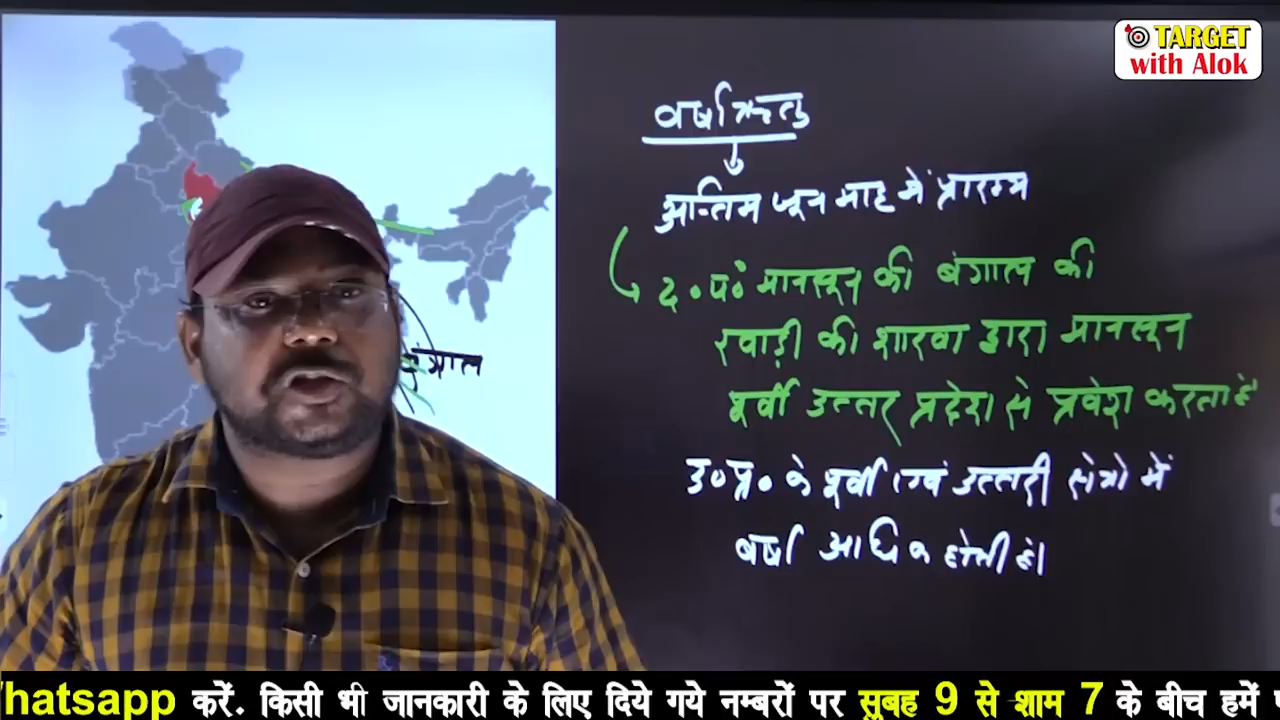 TARGET
with Alok
वर्षा ऋतु
अन्तिम जून माह में प्रारम्भ
द॰ प॰ मानसून की बंगाल की
खाड़ी की शाखा द्वारा मानसून
पूर्वी उत्तर प्रदेश से प्रवेश करता है
उ०प्र० के पूर्वी एवं उत्तरी क्षेत्रो में
वर्षा अधिक होती है।
Whatsapp करें. किसी भी जानकारी के लिए दिये गये नम्बरों पर सुबह 9 से शाम 7 के बीच हमें